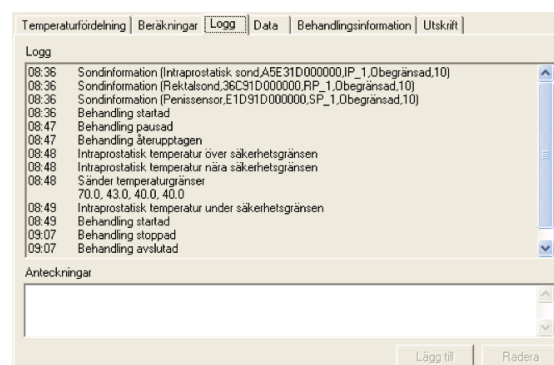 Temperaturfördelning Beräkningar Logg Data Behandlingsinformation Utskrift
Logg
08:36 Sondinformation (Intraprostatisk sond,A5E31D000000,IP_1,Obegränsad,10)
08:36 Sondinformation (Rektalsond,36C91D000000,RP_1,Obegränsad,10)
08:36 Sondinformation (Penissensor,E1D91D000000,SP_1,Obegränsad,10)
08:36 Behandling startad
08:47 Behandling pausad
08:47 Behandling återupptagen
08:48 Intraprostatisk temperatur över säkerhetsgränsen
08:48 Intraprostatisk temperatur nära säkerhetsgränsen
08:48 Sänder temperaturgränser
70.0, 43.0, 40.0, 40.0
08:49 Intraprostatisk temperatur under säkerhetsgränsen
08:49 Behandling startad
09:07 Behandling stoppad
09:07 Behandling avslutad
Anteckningar
Lägg till Radera